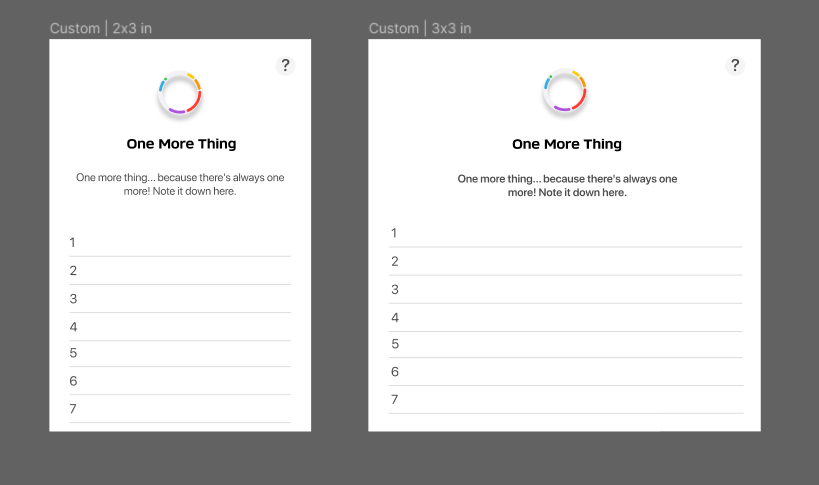 Custom | 2x3 in
?
One More Thing
One more thing... because there's always one
more! Note it down here.
1
2
3
4
5
6
7
Custom | 3x3 in
?
One More Thing
One more thing... because there's always one
more! Note it down here.
1
2
3
4
5
6
7